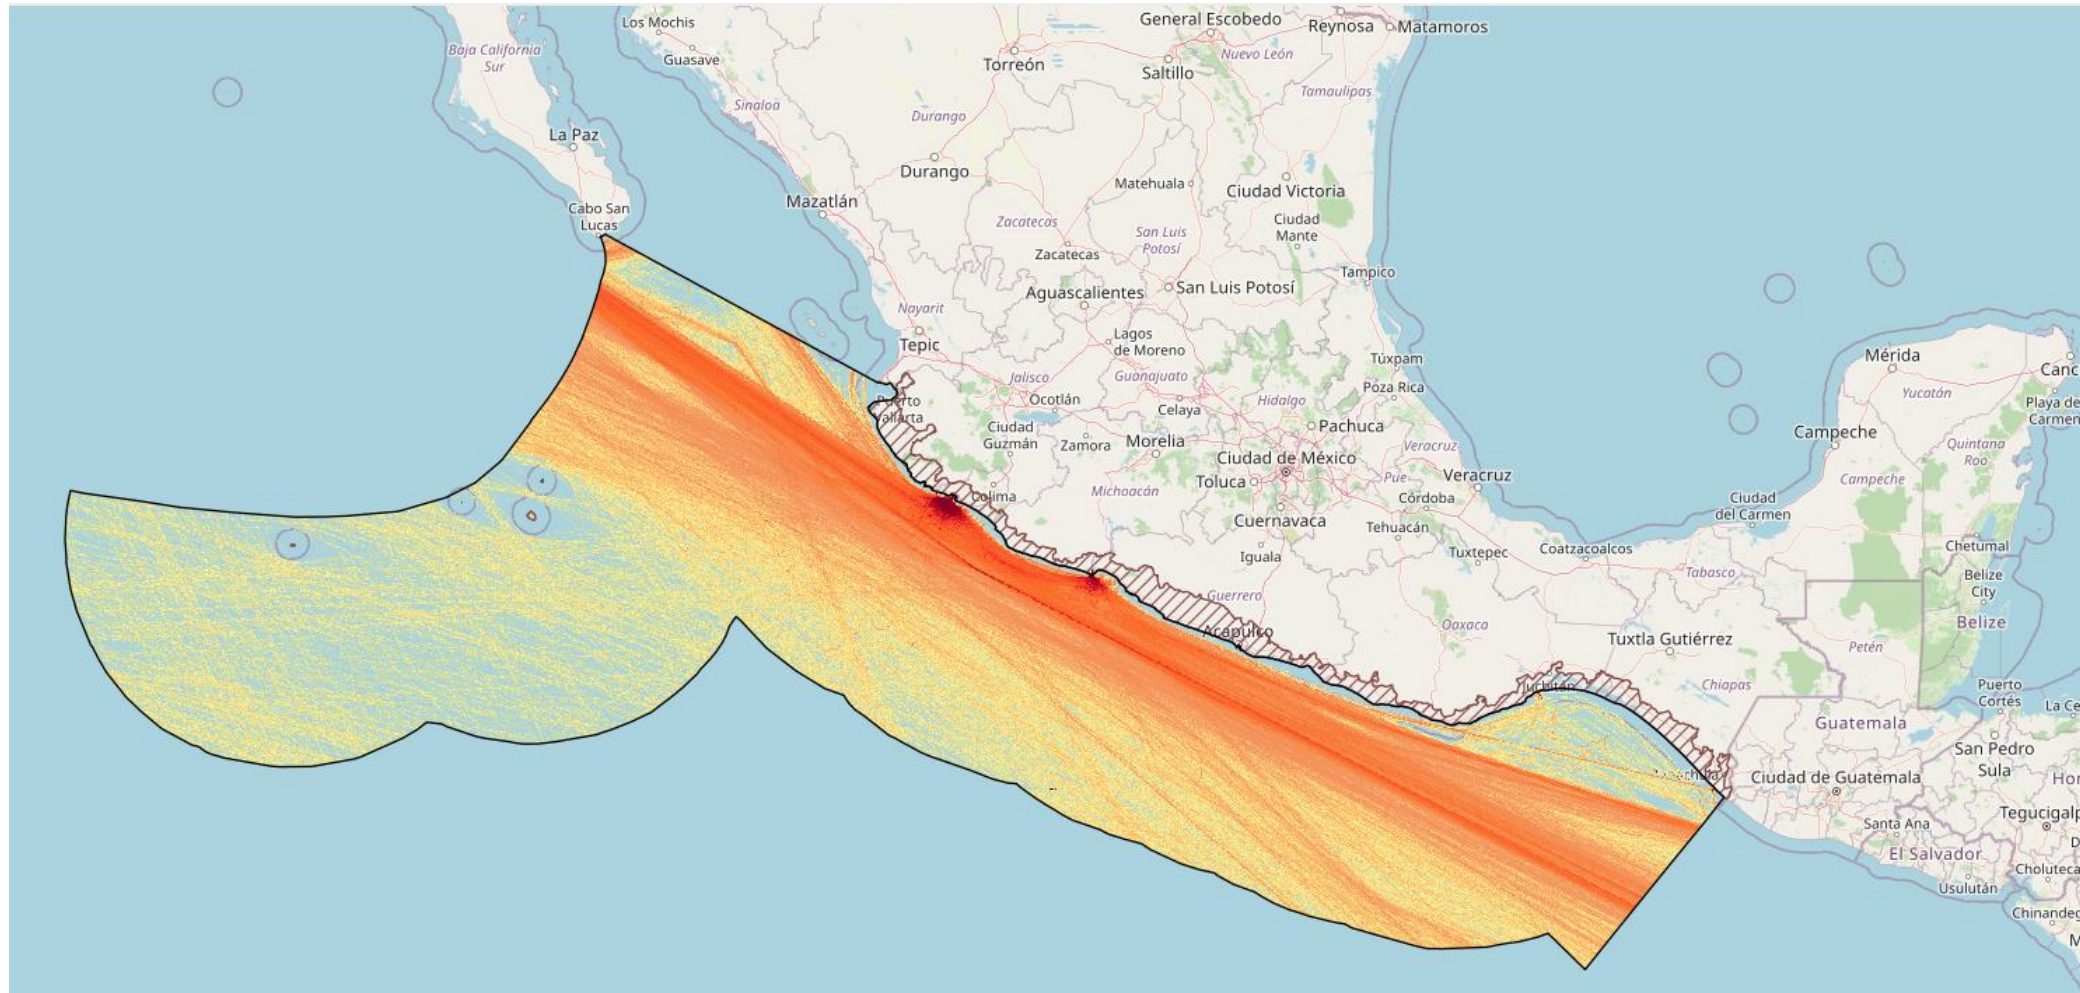 Los Mochis
General Escobedo
Reynosa
Matamoros
Baja California
Sur
Guasave
Torreón
Saltillo
Nuevo León
Sinaloa
Durango
Tamaulipas
La Paz
Durango
Matehuala
Ciudad Victoria
Mazatlán
Cabo San
Lucas
Zacatecas
San Luis
Potosí
Ciudad
Mante
Zacatecas
Tampico
Aguascalientes
San Luis Potosí
Nayarit
Tepic
Lagos
de Moreno
Túxpam
Mérida
Canc
Jalisco
Guanajuato
Poza Rica
Yucatán
Puerto
Vallarta
Ocotlán
Celaya
Hidalgo
Playa de
Carmen
Ciudad
Guzmán
Zamora
Morelia
Pachuca
Veracruz
Campeche
Quintana
Roo
Ciudad de México
Toluca
Pue
Veracruz
Campeche
Colima
Michoacán
Córdoba
Ciudad
del Carmen
Cuernavaca
Tehuacán
Iguala
Tuxtepec
Coatzacoalcos
Chetumal
Tabasco
Belize
City
Guerrero
Acapulco
Oaxaca
Tuxtla Gutiérrez
Belize
Petén
Juchitán
Chiapas
Puerto
Cortés
La Ce
Guatemala
San Pedro
Sula
Ciudad de Guatemala
Hor
Tegucigalp
Santa Ana
El Salvador
Choluteca
Usulután
Chinandeg
M